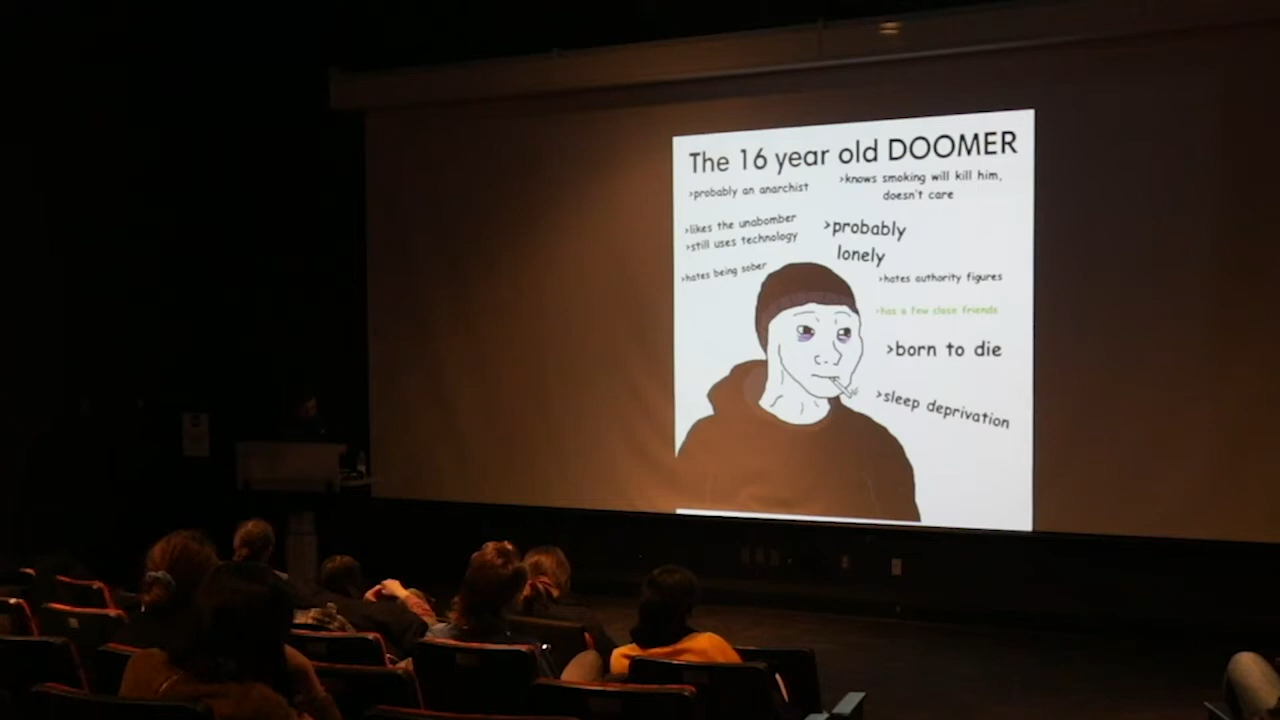 The 16 year old DOOMER
>probably an anarchist
>knows smoking will kill him,
doesn't care
>likes the unabomber
>still uses technology
>probably
lonely
>hates being sober
>hates authority figures
>has a few close friends
>born to die
>sleep deprivation